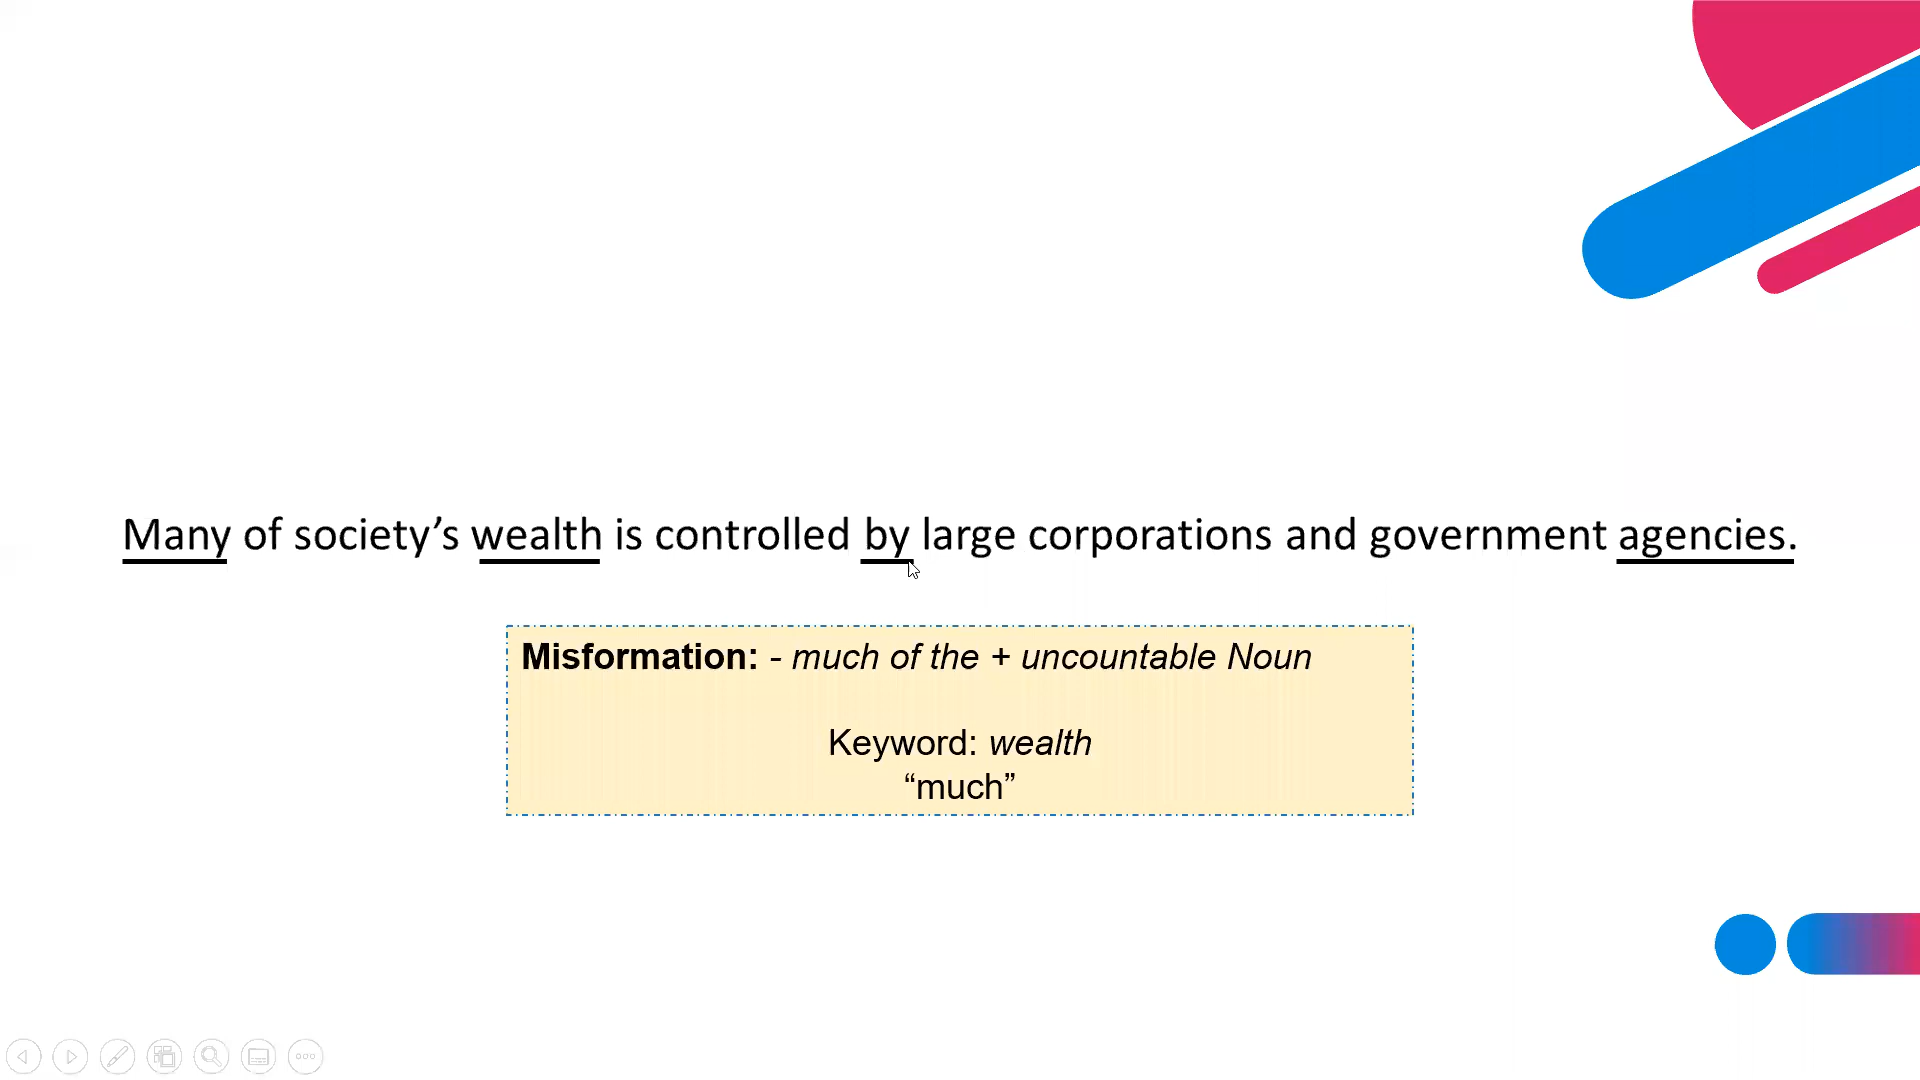 Many of society’s wealth is controlled by large corporations and government agencies.
Misformation: - much of the + uncountable Noun
Keyword: wealth
“much”